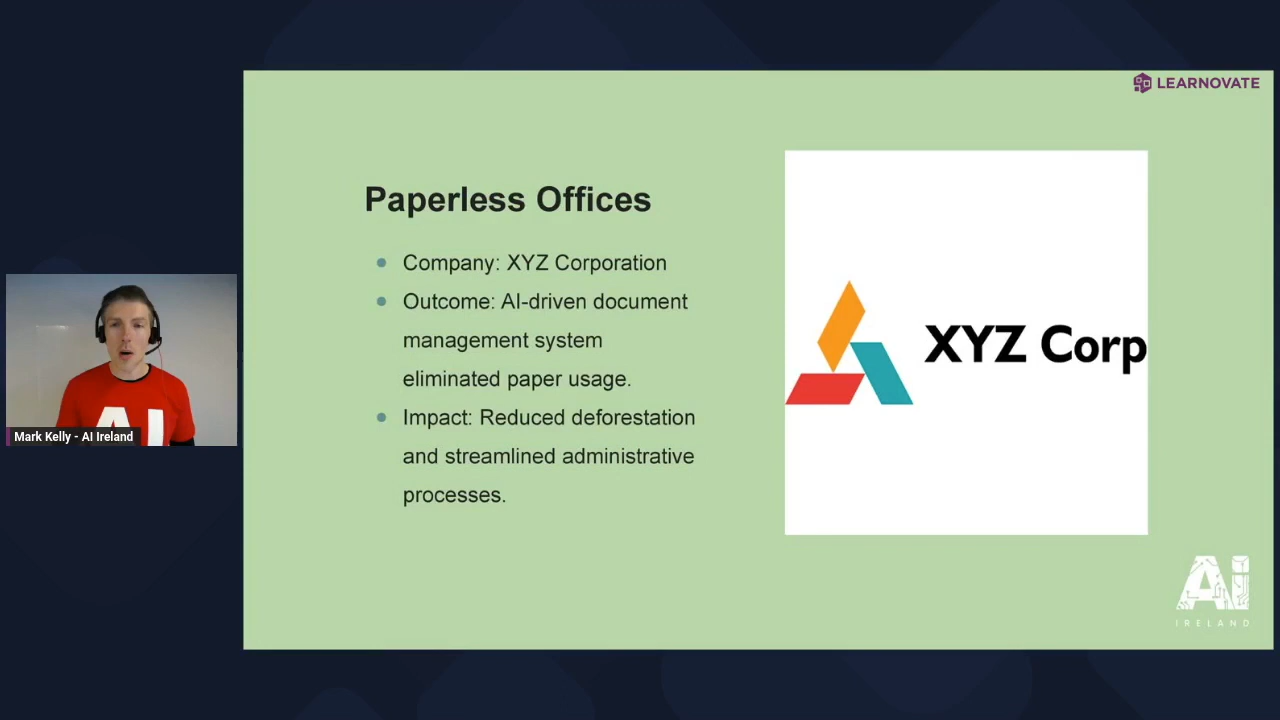 LEARNOVATE
Paperless Offices
Company: XYZ Corporation
Outcome: AI-driven document
management system
eliminated paper usage.
Impact: Reduced deforestation
and streamlined administrative
processes.
XYZ Corp
AI
Mark Kelly - AI Ireland
Ai
IRELAND